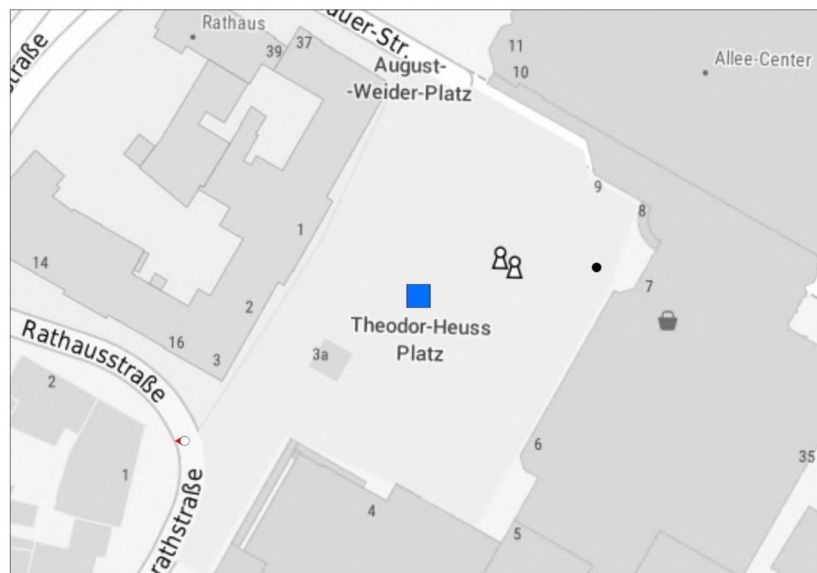 Rathaus
auer-Str.
37
39
August-
-Weider-Platz
11
10
Allee-Center
straße
9
8
1
14
7
2
16
3
Theodor-Heuss
Platz
3a
Rathausstraße
2
6
1
35
4
5
rathstraße